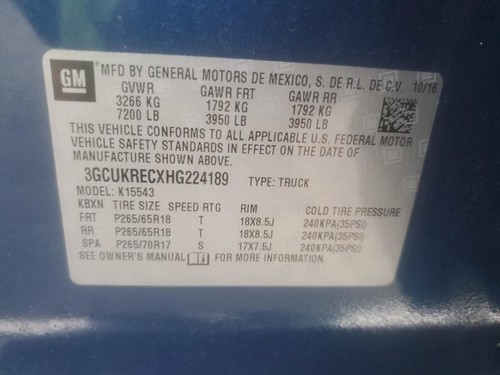 GM
MFD BY GENERAL MOTORS DE MEXICO, S. DE R.L. DE C.V. 10/16
GVWR GAWR FRT GAWR RR
3266 KG 1792 KG 1792 KG
7200 LB 3950 LB 3950 LB
THIS VEHICLE CONFORMS TO ALL APPLICABLE U.S. FEDERAL MOTOR
VEHICLE SAFETY STANDARDS IN EFFECT ON THE DATE OF
MANUFACTURE SHOWN ABOVE.
3GCUKRECXHG224189 TYPE: TRUCK
MODEL: K15543
KBXN TIRE SIZE SPEED RTG RIM COLD TIRE PRESSURE
FRT P265/65R18 T 18X8.5J 240KPA(35PSI)
RR P265/65R18 T 18X8.5J 240KPA(35PSI)
SPA P265/70R17 S 17X7.5J 240KPA(35PSI)
SEE OWNER'S MANUAL FOR MORE INFORMATION.